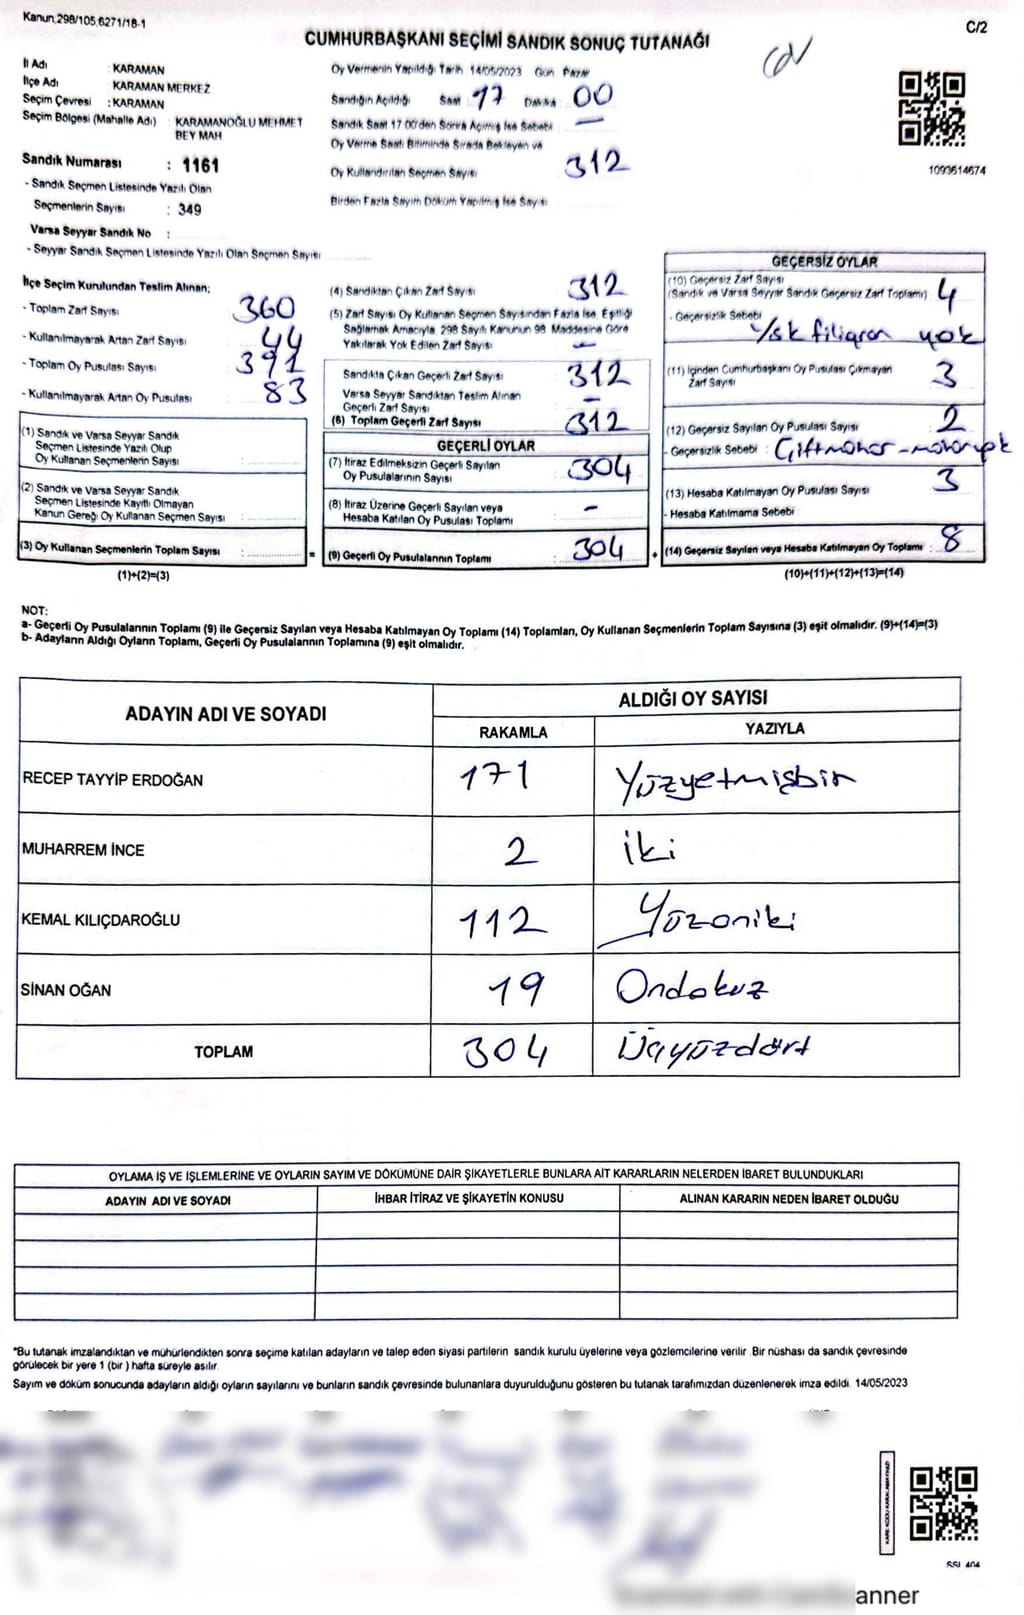 Kanun;298/105,6271/18-1
C/2
CUMHURBAŞKANI SEÇİMİ SANDIK SONUÇ TUTANAĞI
İl Adı : KARAMAN
İlçe Adı KARAMAN MERKEZ
Seçim Çevresi : KARAMAN
Seçim Bölgesi (Mahalle Adı) : KARAMANOĞLU MEHMET
BEY MAH
Sandık Numarası : 1161
- Sandık Seçmen Listesinde Yazılı Olan
Seçmenlerin Sayısı : 349
Varsa Seyyar Sandık No :
- Seyyar Sandık Seçmen Listesinde Yazılı Olan Seçmen Sayısı
Oy Vermenin Yapıldığı Tarih 14/05/2023 Gün Pazar
Sandığın Açıldığı Saat 17 Dakika 00
Sandık Saat 17 00'den Sonra Açımış İse Sebebi —
Oy Verme Saati Bitiminde Sırada Bekleyen ve
Oy Kullandırılan Seçmen Sayısı 312
Birden Fazla Sayım Döküm Yapılmış İse Sayısı
1093614674
İlçe Seçim Kurulundan Teslim Alınan;
- Toplam Zarf Sayısı 360
- Kullanılmayarak Artan Zarf Sayısı 44
- Toplam Oy Pusulası Sayısı 391
- Kullanılmayarak Artan Oy Pusulası 83
(1) Sandık ve Varsa Seyyar Sandık
Seçmen Listesinde Yazılı Olup
Oy Kullanan Seçmenlerin Sayısı :
(2) Sandık ve Varsa Seyyar Sandık
Seçmen Listesinde Kayıtlı Olmayan
Kanun Gereği Oy Kullanan Seçmen Sayısı :
(3) Oy Kullanan Seçmenlerin Toplam Sayısı :
(1)+(2)=(3)
(4) Sandıktan Çıkan Zarf Sayısı 312
(5) Zarf Sayısı Oy Kullanan Seçmen Sayısından Fazla İse, Eşitliği
Sağlamak Amacıyla 298 Sayılı Kanunun 98 Maddesine Göre
Yakılarak Yok Edilen Zarf Sayısı —
Sandıkta Çıkan Geçerli Zarf Sayısı 312
Varsa Seyyar Sandıktan Teslim Alınan
Geçerli Zarf Sayısı —
(6) Toplam Geçerli Zarf Sayısı 312
GEÇERLİ OYLAR
(7) İtiraz Edilmeksizin Geçerli Sayılan
Oy Pusulalarının Sayısı 304
(8) İtiraz Üzerine Geçerli Sayılan veya
Hesaba Katılan Oy Pusulası Toplamı —
= (9) Geçerli Oy Pusulalarının Toplamı 304
GEÇERSİZ OYLAR
(10) Geçersiz Zarf Sayısı
(Sandık ve Varsa Seyyar Sandık Geçersiz Zarf Toplamı) 4
- Geçersizlik Sebebi Ysk filigran yok
(11) İçinden Cumhurbaşkanı Oy Pusulası Çıkmayan
Zarf Sayısı 3
(12) Geçersiz Sayılan Oy Pusulası Sayısı 2
- Geçersizlik Sebebi : Çiftmühür -
(13) Hesaba Katılmayan Oy Pusulası Sayısı 3
- Hesaba Katılmama Sebebi
+ (14) Geçersiz Sayılan veya Hesaba Katılmayan Oy Toplamı : 8
(10)+(11)+(12)+(13)=(14)
NOT:
a- Geçerli Oy Pusulalarının Toplamı (9) ile Geçersiz Sayılan veya Hesaba Katılmayan Oy Toplamı (14) Toplamları, Oy Kullanan Seçmenlerin Toplam Sayısına (3) eşit olmalıdır. (9)+(14)=(3)
b- Adayların Aldığı Oyların Toplamı, Geçerli Oy Pusulalarının Toplamına (9) eşit olmalıdır.
ADAYIN ADI VE SOYADI
ALDIĞI OY SAYISI
RAKAMLA YAZIYLA
RECEP TAYYİP ERDOĞAN 171 Yüzyetmişbir
MUHARREM İNCE 2 İki
KEMAL KILIÇDAROĞLU 112 Yüzoniki
SİNAN OĞAN 19 Ondokuz
TOPLAM 304 Üçyüzdört
OYLAMA İŞ VE İŞLEMLERİNE VE OYLARIN SAYIM VE DÖKÜMÜNE DAİR ŞİKAYETLERLE BUNLARA AİT KARARLARIN NELERDEN İBARET BULUNDUKLARI
ADAYIN ADI VE SOYADI İHBAR İTİRAZ VE ŞİKAYETİN KONUSU ALINAN KARARIN NEDEN İBARET OLDUĞU
*Bu tutanak imzalandıktan ve mühürlendikten sonra seçime katılan adayların ve talep eden siyasi partilerin sandık kurulu üyelerine veya gözlemcilerine verilir. Bir nüshası da sandık çevresinde
görülecek bir yere 1 (bir) hafta süreyle asılır.
Sayım ve döküm sonucunda adayların aldığı oyların sayılarını ve bunların sandık çevresinde bulunanlara duyurulduğunu gösteren bu tutanak tarafımızdan düzenlenerek imza edildi. 14/05/2023
KARE KODU KARALAMAYINIZ!
SSL 404
anner